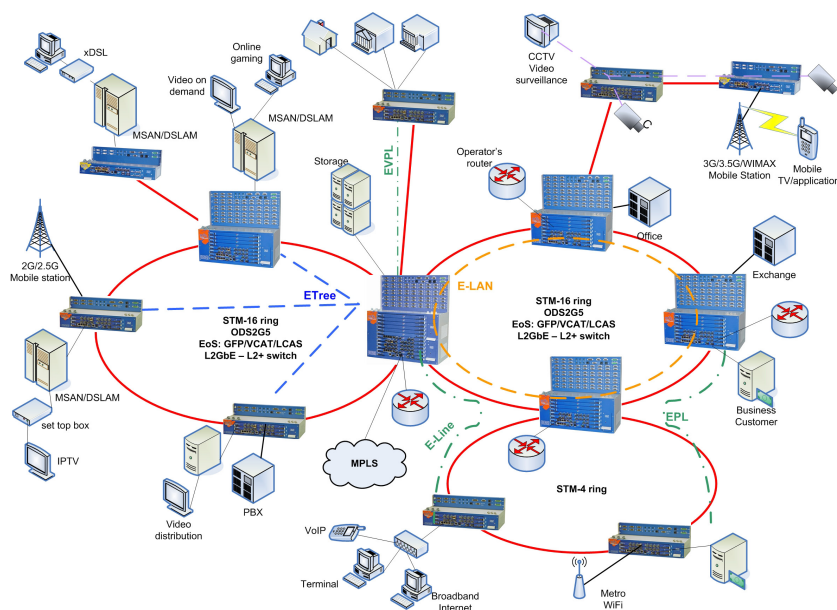 xDSL
Online
gaming
Video on
demand
MSAN/DSLAM
MSAN/DSLAM
Storage
EVPL
CCTV
Video
surveillance
Operator's
router
Office
3G/3.5G/WIMAX
Mobile Station
Mobile
TV/application
2G/2.5G
Mobile station
ETree
STM-16 ring
ODS2G5
EoS: GFP/VCAT/LCAS
L2GbE – L2+ switch
E-LAN
STM-16 ring
ODS2G5
EoS: GFP/VCAT/LCAS
L2GbE – L2+ switch
Exchange
MSAN/DSLAM
set top box
IPTV
Video
distribution
PBX
MPLS
E-Line
EPL
Business
Customer
STM-4 ring
VoIP
Terminal
Broadband
Internet
Metro
WiFi